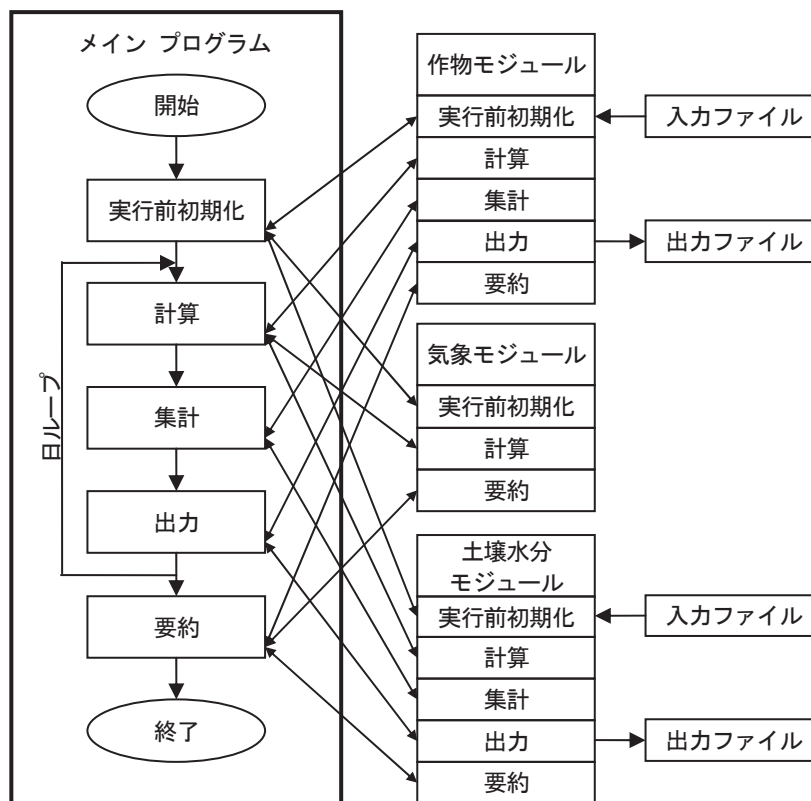 メイン プログラム
開始
実行前初期化
計算
集計
出力
要約
終了
日ループ
作物モジュール
実行前初期化
計算
集計
出力
要約
入力ファイル
出力ファイル
気象モジュール
実行前初期化
計算
要約
土壌水分
モジュール
実行前初期化
計算
集計
出力
要約
入力ファイル
出力ファイル